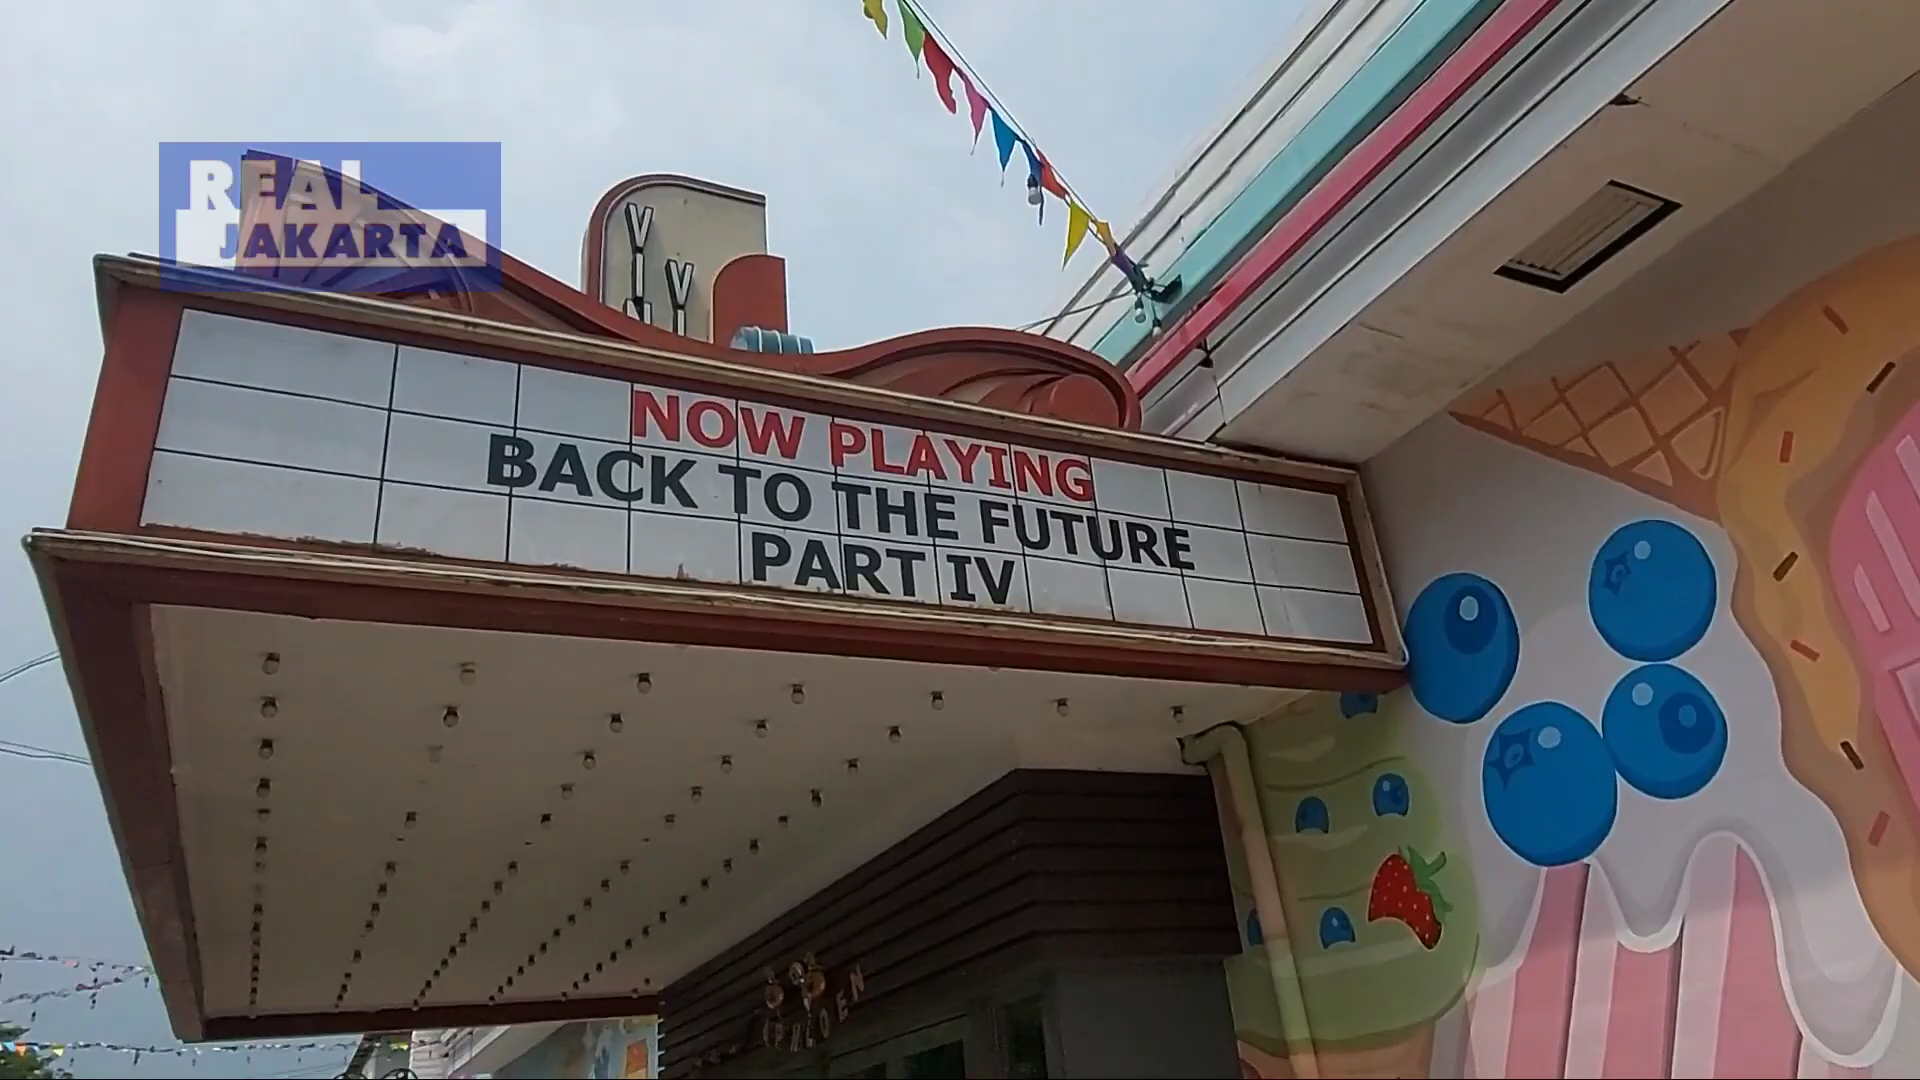 REAL
JAKARTA
NOW PLAYING
BACK TO THE FUTURE
PART IV